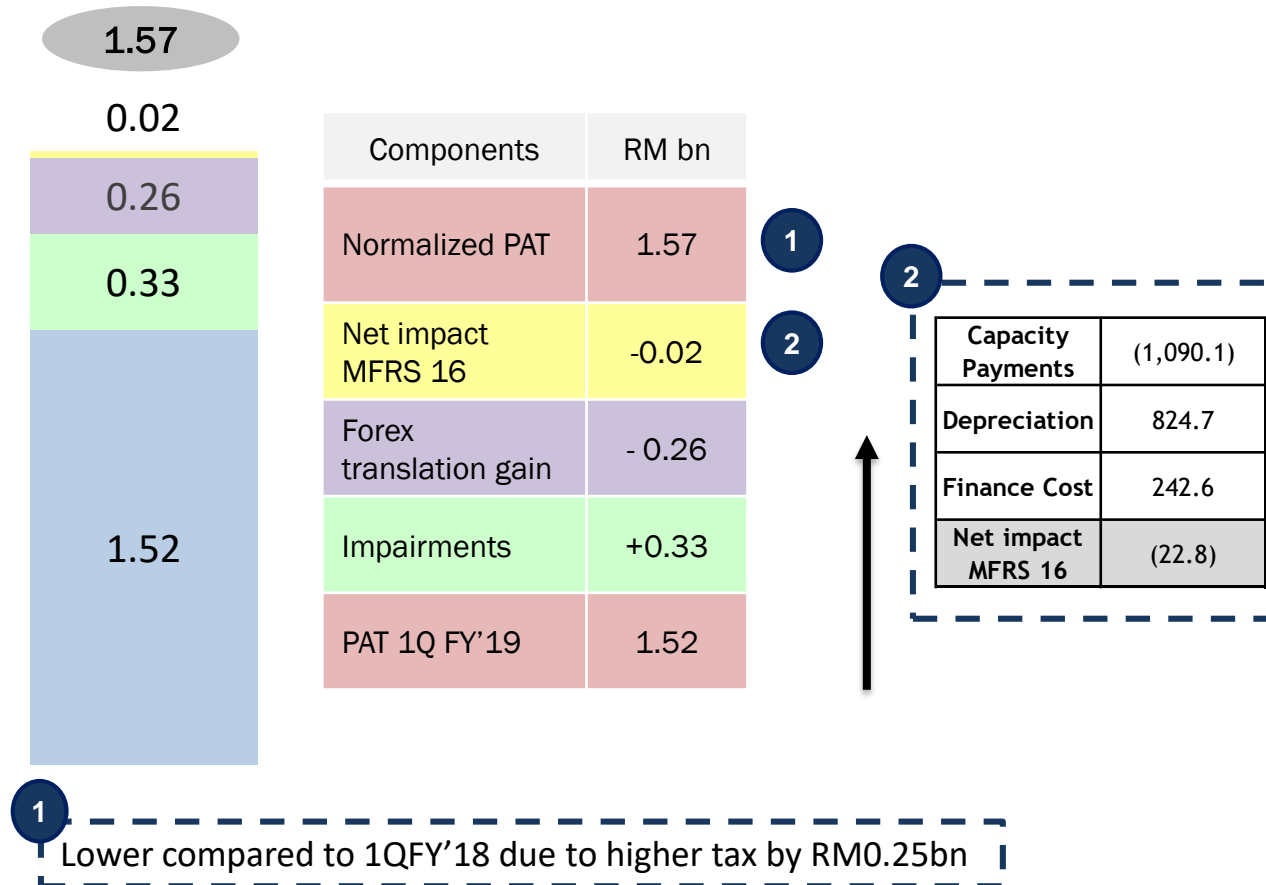 1.57
0.02
0.26
0.33
1.52
Components RM bn
Normalized PAT 1.57
1
Net impact
MFRS 16 -0.02
2
Forex
translation gain - 0.26
Impairments +0.33
PAT 1Q FY’19 1.52
2
Capacity
Payments (1,090.1)
Depreciation 824.7
Finance Cost 242.6
Net impact
MFRS 16 (22.8)
1
Lower compared to 1QFY’18 due to higher tax by RM0.25bn